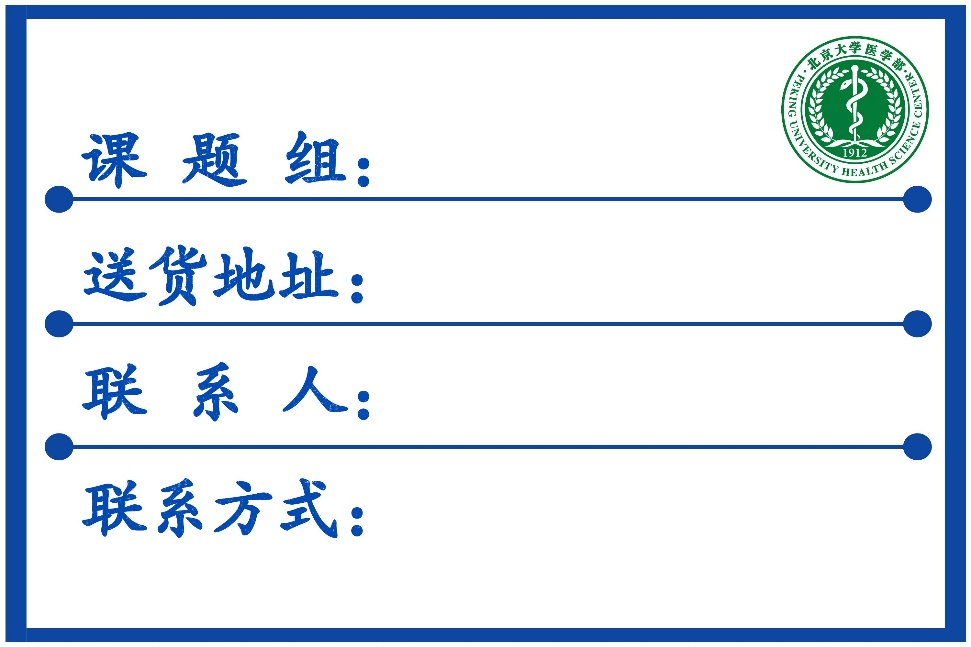 北京大学医学部
PEKING UNIVERSITY HEALTH SCIENCE CENTER
1912
课 题 组：
送货地址：
联 系 人：
联系方式：